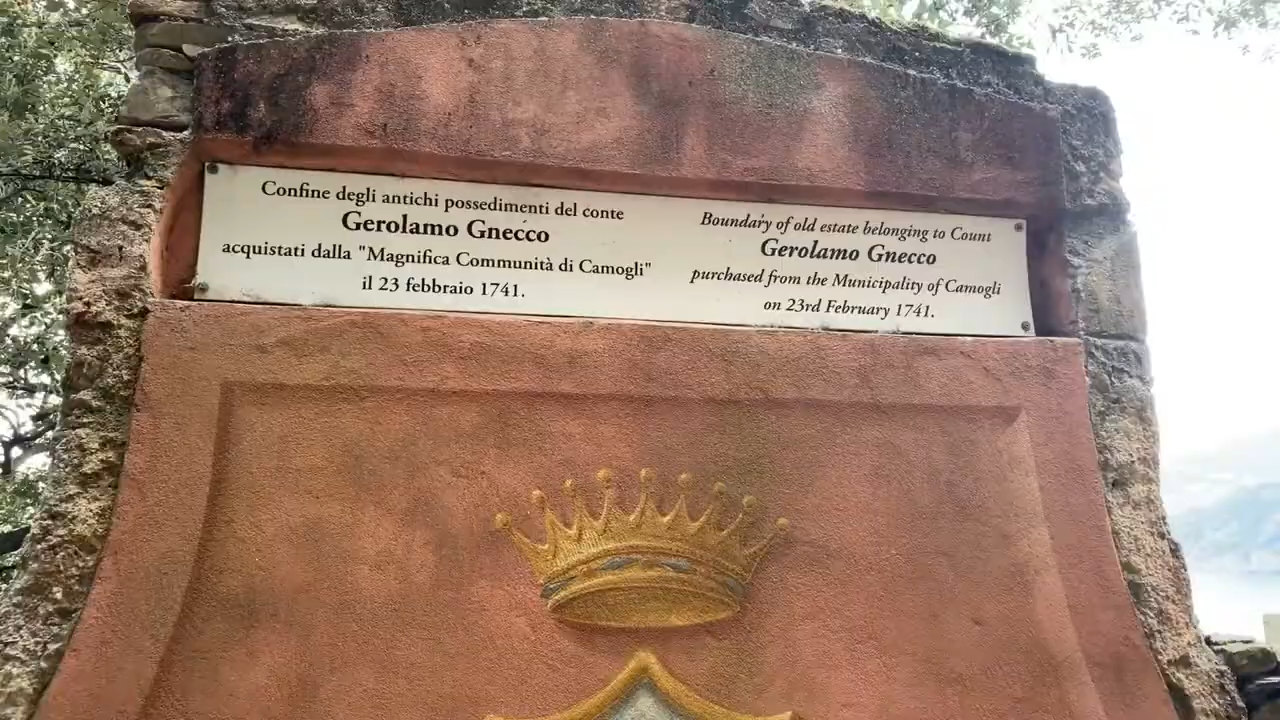 Confine degli antichi possedimenti del conte
Gerolamo Gnecco
acquistati dalla "Magnifica Communità di Camogli"
il 23 febbraio 1741.
Boundary of old estate belonging to Count
Gerolamo Gnecco
purchased from the Municipality of Camogli
on 23rd February 1741.